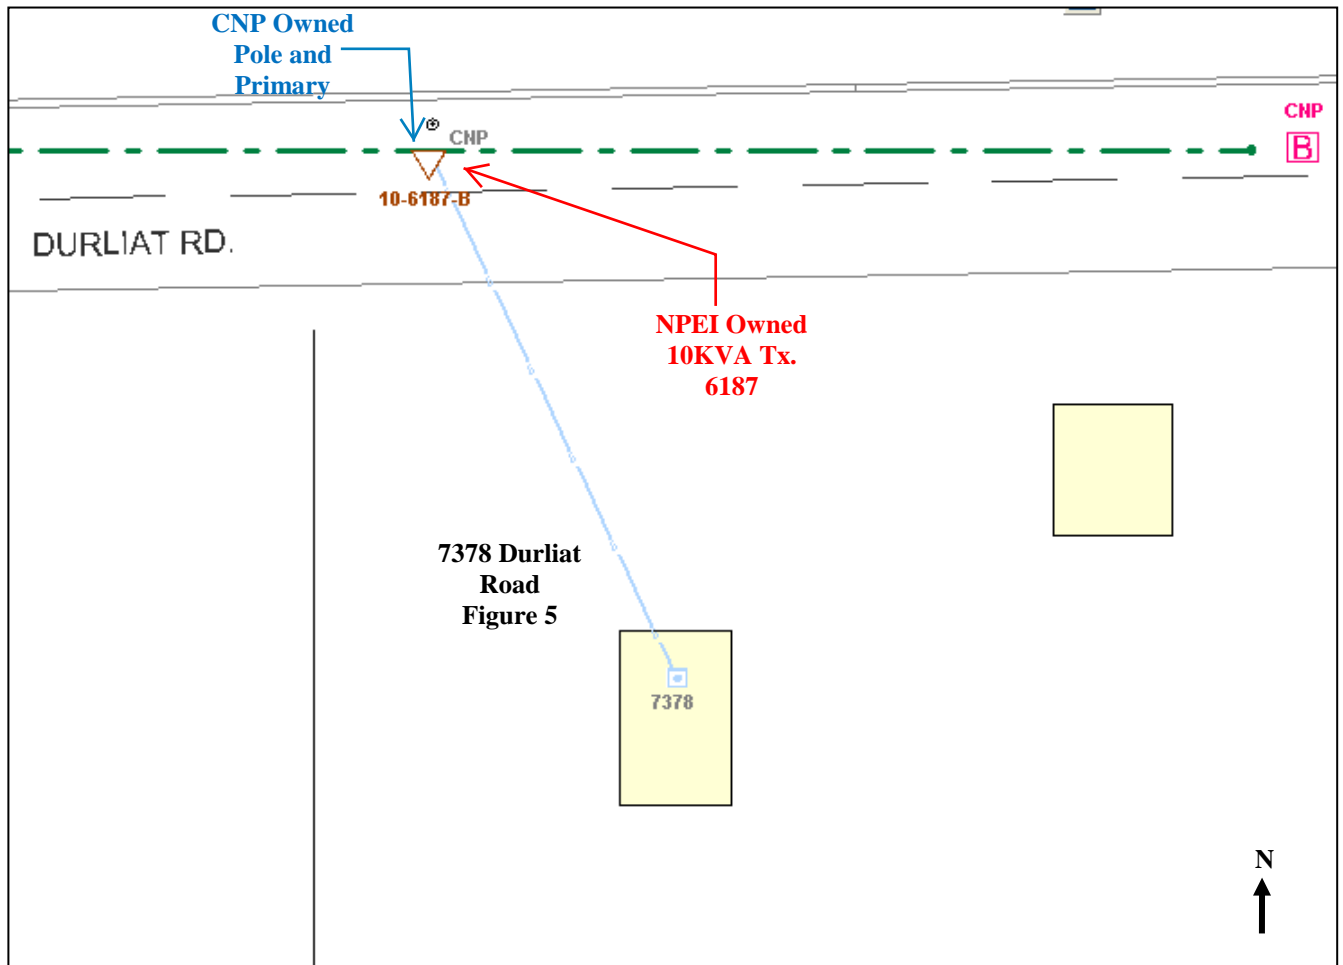 CNP Owned
Pole and
Primary
CNP
CNP
B
10-6187-B
DURLIAT RD.
NPEI Owned
10KVA Tx.
6187
7378 Durliat
Road
Figure 5
7378
N